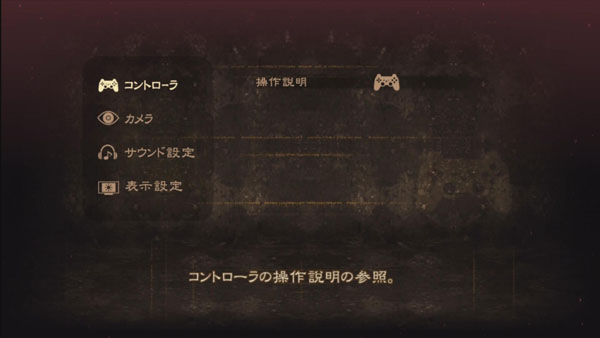 コントローラ
操作説明
カメラ
サウンド設定
表示設定
コントローラの操作説明の参照。